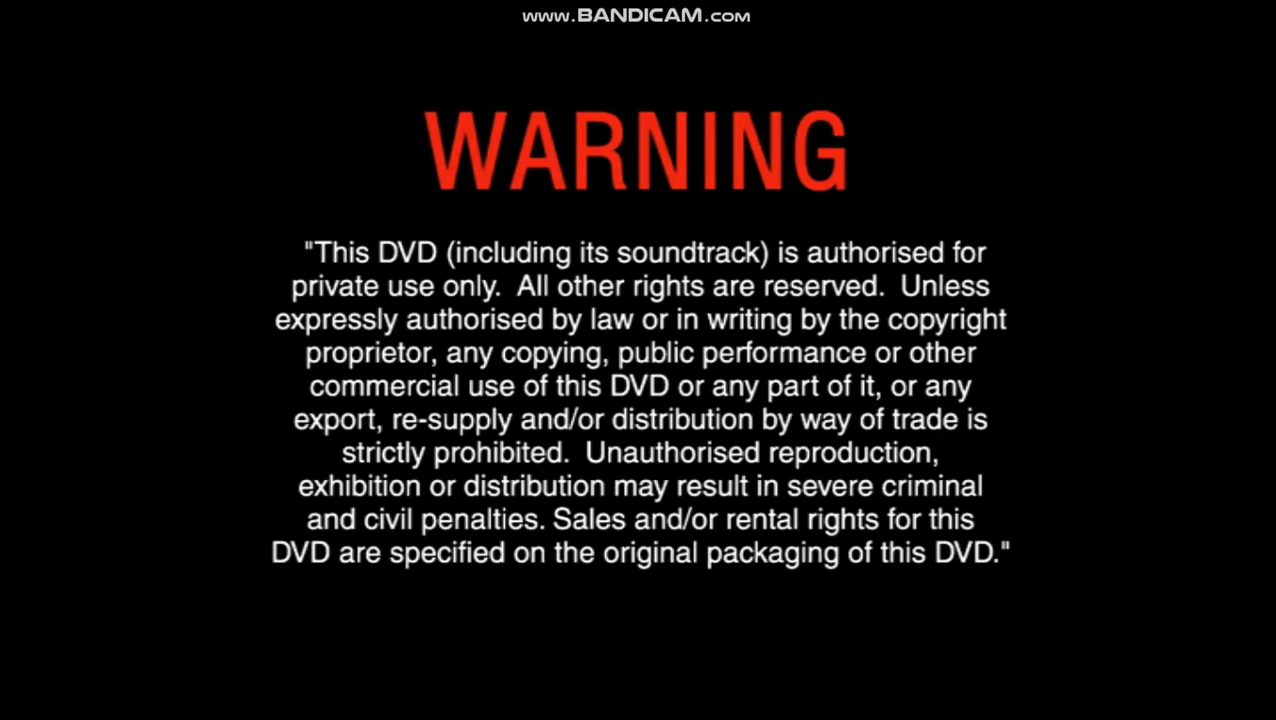 www.BANDICAM.com
WARNING
"This DVD (including its soundtrack) is authorised for
private use only.  All other rights are reserved.  Unless
expressly authorised by law or in writing by the copyright
proprietor, any copying, public performance or other
commercial use of this DVD or any part of it, or any
export, re-supply and/or distribution by way of trade is
strictly prohibited.  Unauthorised reproduction,
exhibition or distribution may result in severe criminal
and civil penalties. Sales and/or rental rights for this
DVD are specified on the original packaging of this DVD."